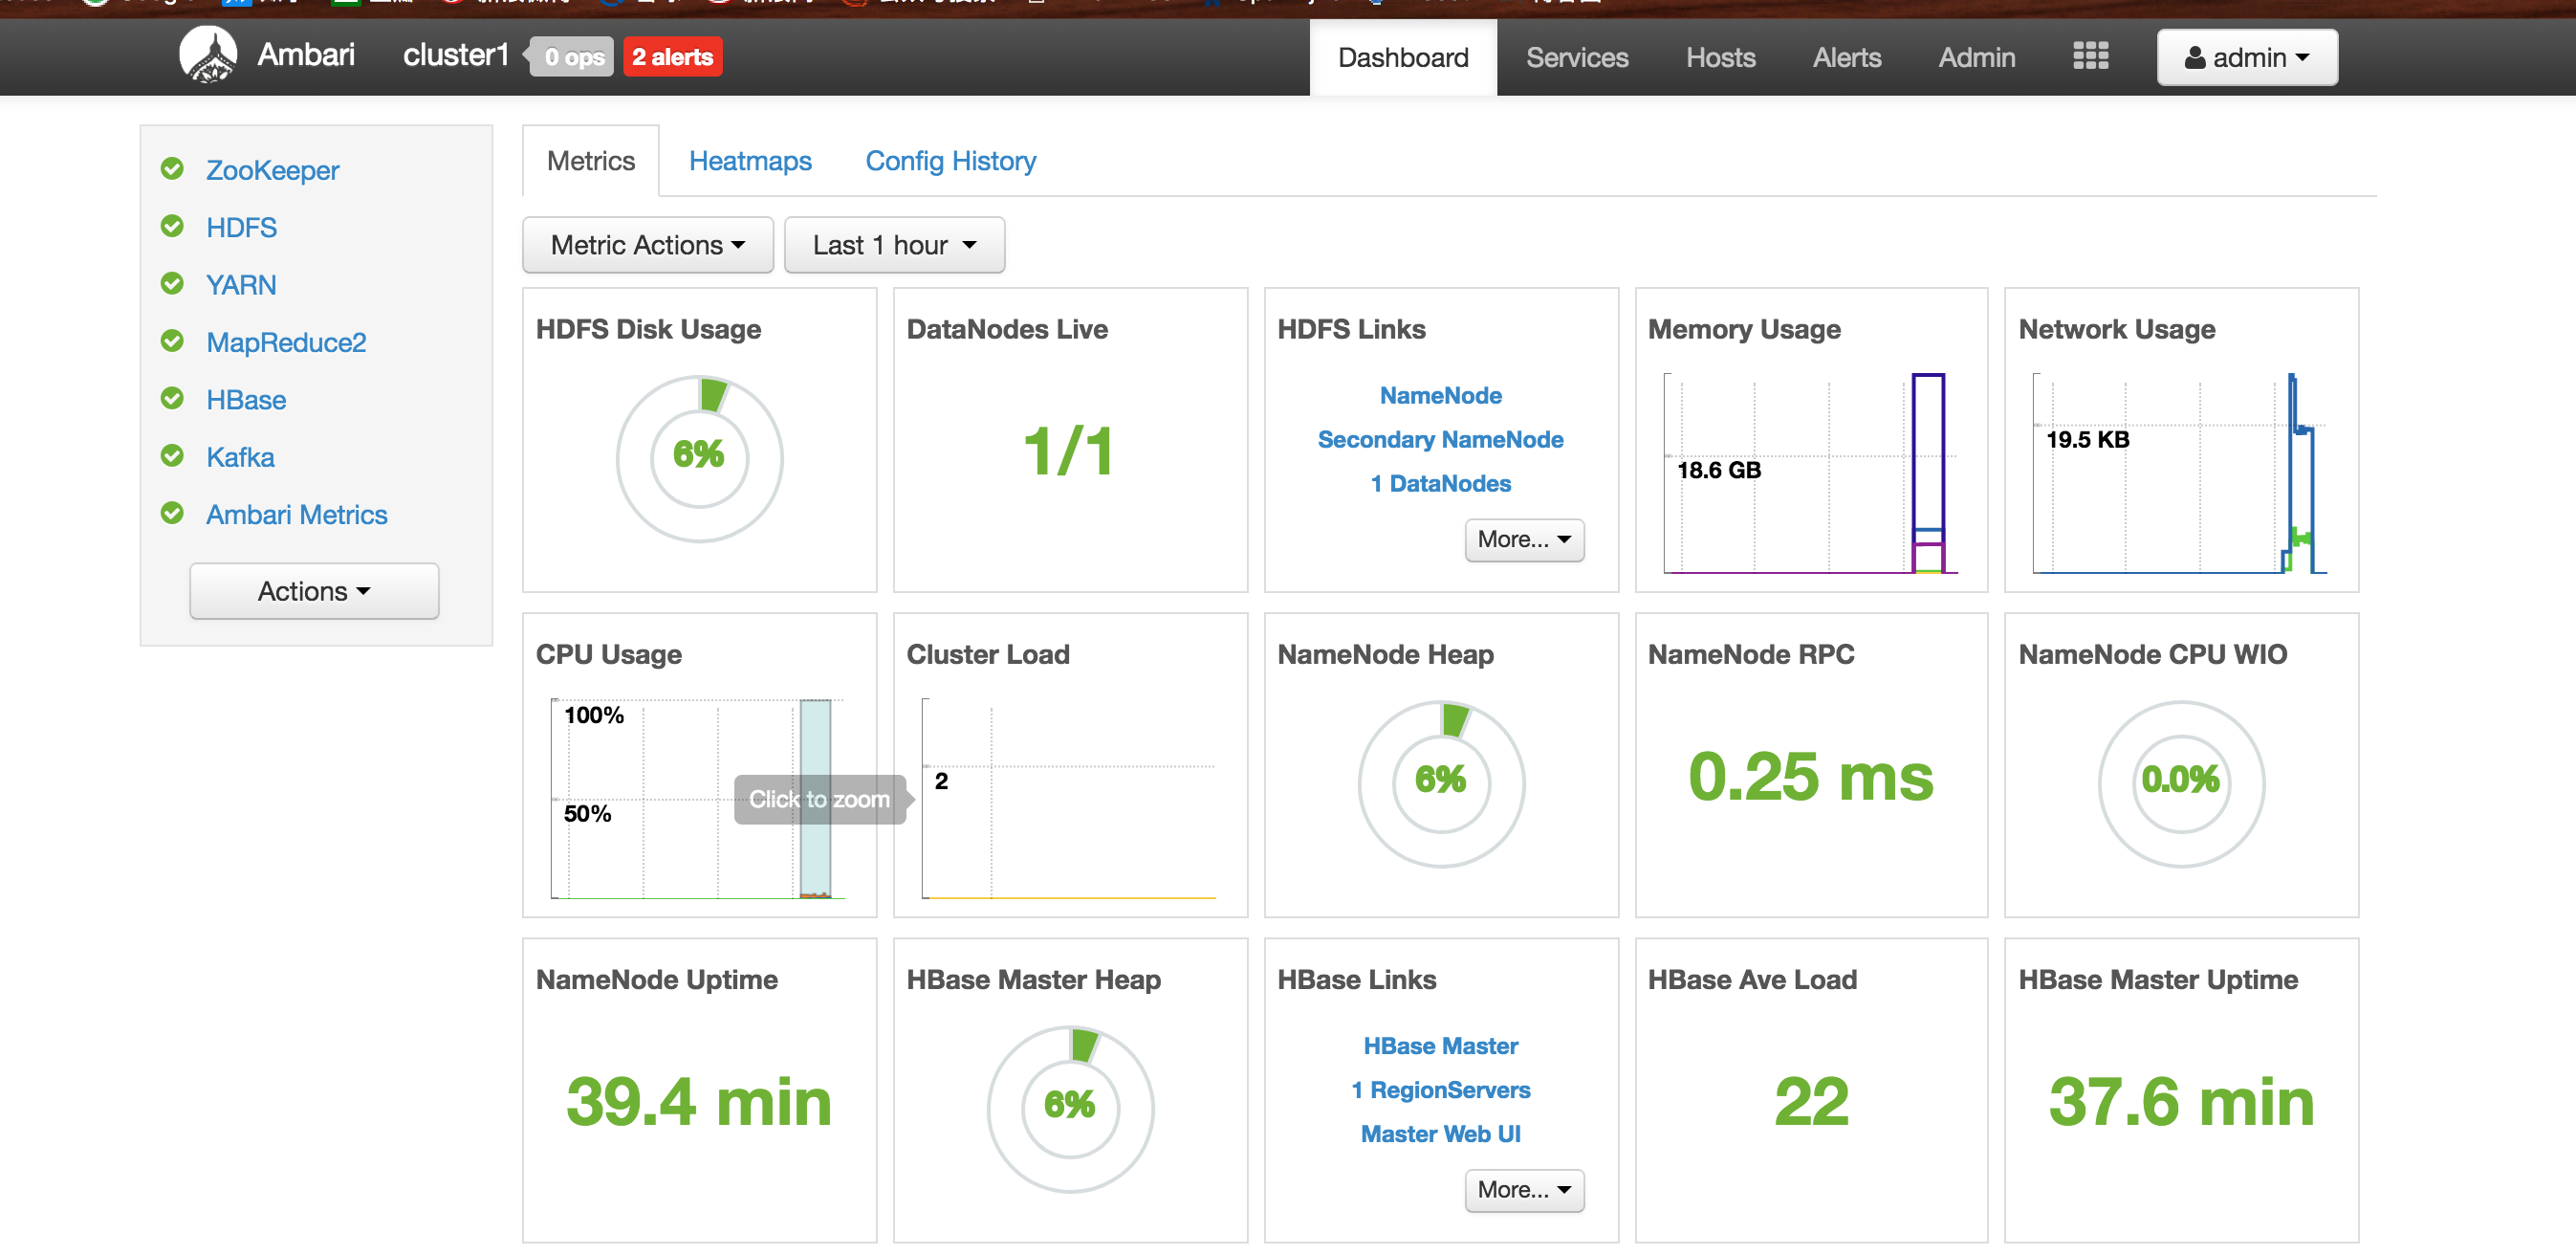 Ambari cluster1 0 ops 2 alerts Dashboard Services Hosts Alerts Admin admin
ZooKeeper
HDFS
YARN
MapReduce2
HBase
Kafka
Ambari Metrics
Actions
Metrics Heatmaps Config History
Metric Actions Last 1 hour
HDFS Disk Usage
6%
DataNodes Live
1/1
HDFS Links
NameNode
Secondary NameNode
1 DataNodes
More...
Memory Usage
18.6 GB
Network Usage
19.5 KB
CPU Usage
100%
50%
Click to zoom
Cluster Load
2
NameNode Heap
6%
NameNode RPC
0.25 ms
NameNode CPU WIO
0.0%
NameNode Uptime
39.4 min
HBase Master Heap
6%
HBase Links
HBase Master
1 RegionServers
Master Web UI
More...
HBase Ave Load
22
HBase Master Uptime
37.6 min